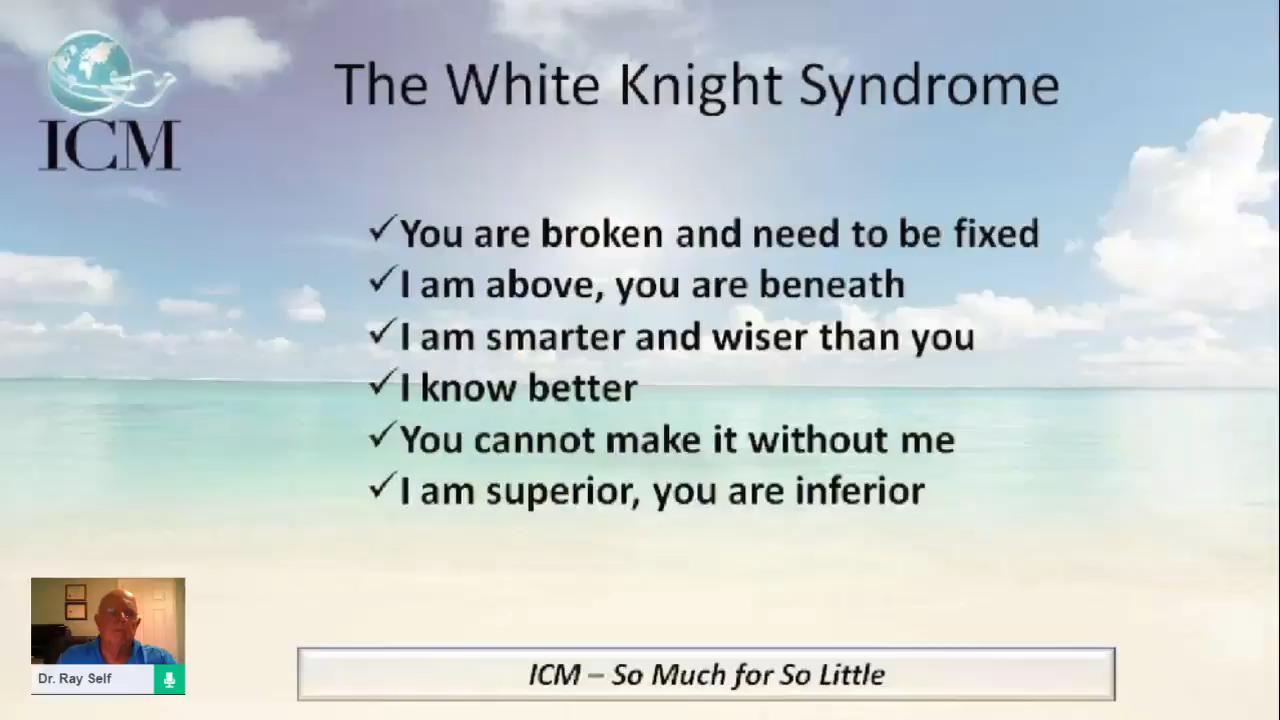 ICM
The White Knight Syndrome
✓You are broken and need to be fixed
✓I am above, you are beneath
✓I am smarter and wiser than you
✓I know better
✓You cannot make it without me
✓I am superior, you are inferior
Dr. Ray Self
ICM – So Much for So Little